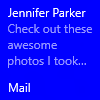 Jennifer Parker
Check out these
awesome
photos I took...
Mail